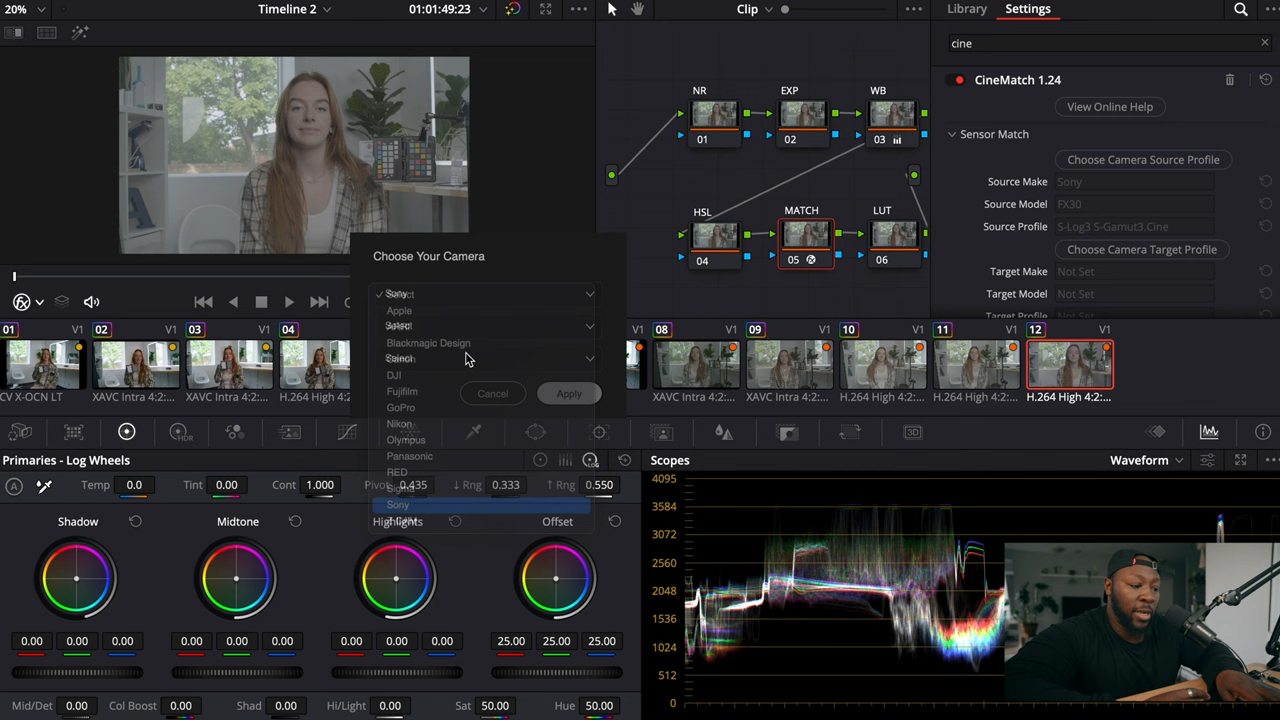 20%
Timeline 2
01:01:49:23
Clip
Library
Settings
cine
CineMatch 1.24
View Online Help
Sensor Match
Choose Camera Source Profile
Source Make
Sony
Source Model
FX30
Source Profile
S-Log3 S-Gamut3.Cine
Choose Camera Target Profile
Target Make
Not Set
Target Model
Not Set
Target Profile
Not Set
NR
EXP
WB
01
02
03
HSL
MATCH
LUT
04
05
06
Choose Your Camera
Sony
Select
Apple
Select
Blackmagic Design
Select
DJI
Fujifilm
GoPro
Nikon
Olympus
Panasonic
RED
Sony
Cancel
Apply
01 V1
02 V1
03 V1
04
08 V1
09 V1
10 V1
11 V1
12 V1
CV X-OCN LT
XAVC Intra 4:2:...
XAVC Intra 4:2:...
H.264 High 4:2:...
XAVC Intra 4:2:...
XAVC Intra 4:2:...
H.264 High 4:2:...
H.264 High 4:2:...
H.264 High 4:2:...
HDR
3D
Primaries - Log Wheels
LOG
A
Temp 0.0
Tint 0.00
Cont 1.000
Pivot 0.435
↓ Rng 0.333
↑ Rng 0.550
Shadow
Midtone
Highlights
Offset
0.00 0.00 0.00
0.00 0.00 0.00
0.00 0.00 0.00
25.00 25.00 25.00
Mid/Det 0.00
Col Boost 0.00
Shad 0.00
Hi/Light 0.00
Sat 50.00
Hue 50.00
Scopes
Waveform
4095
3584
3072
2560
2048
1536
1024
512
0